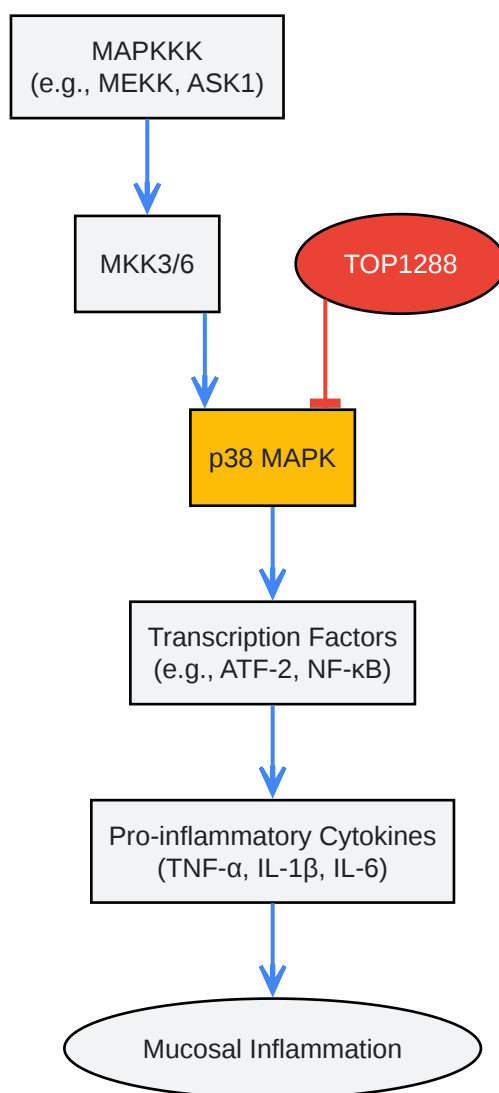 MAPKKK
(e.g., MEKK, ASK1)
MKK3/6
TOP1288
p38 MAPK
Transcription Factors
(e.g., ATF-2, NF-κB)
Pro-inflammatory Cytokines
(TNF-α, IL-1β, IL-6)
Mucosal Inflammation